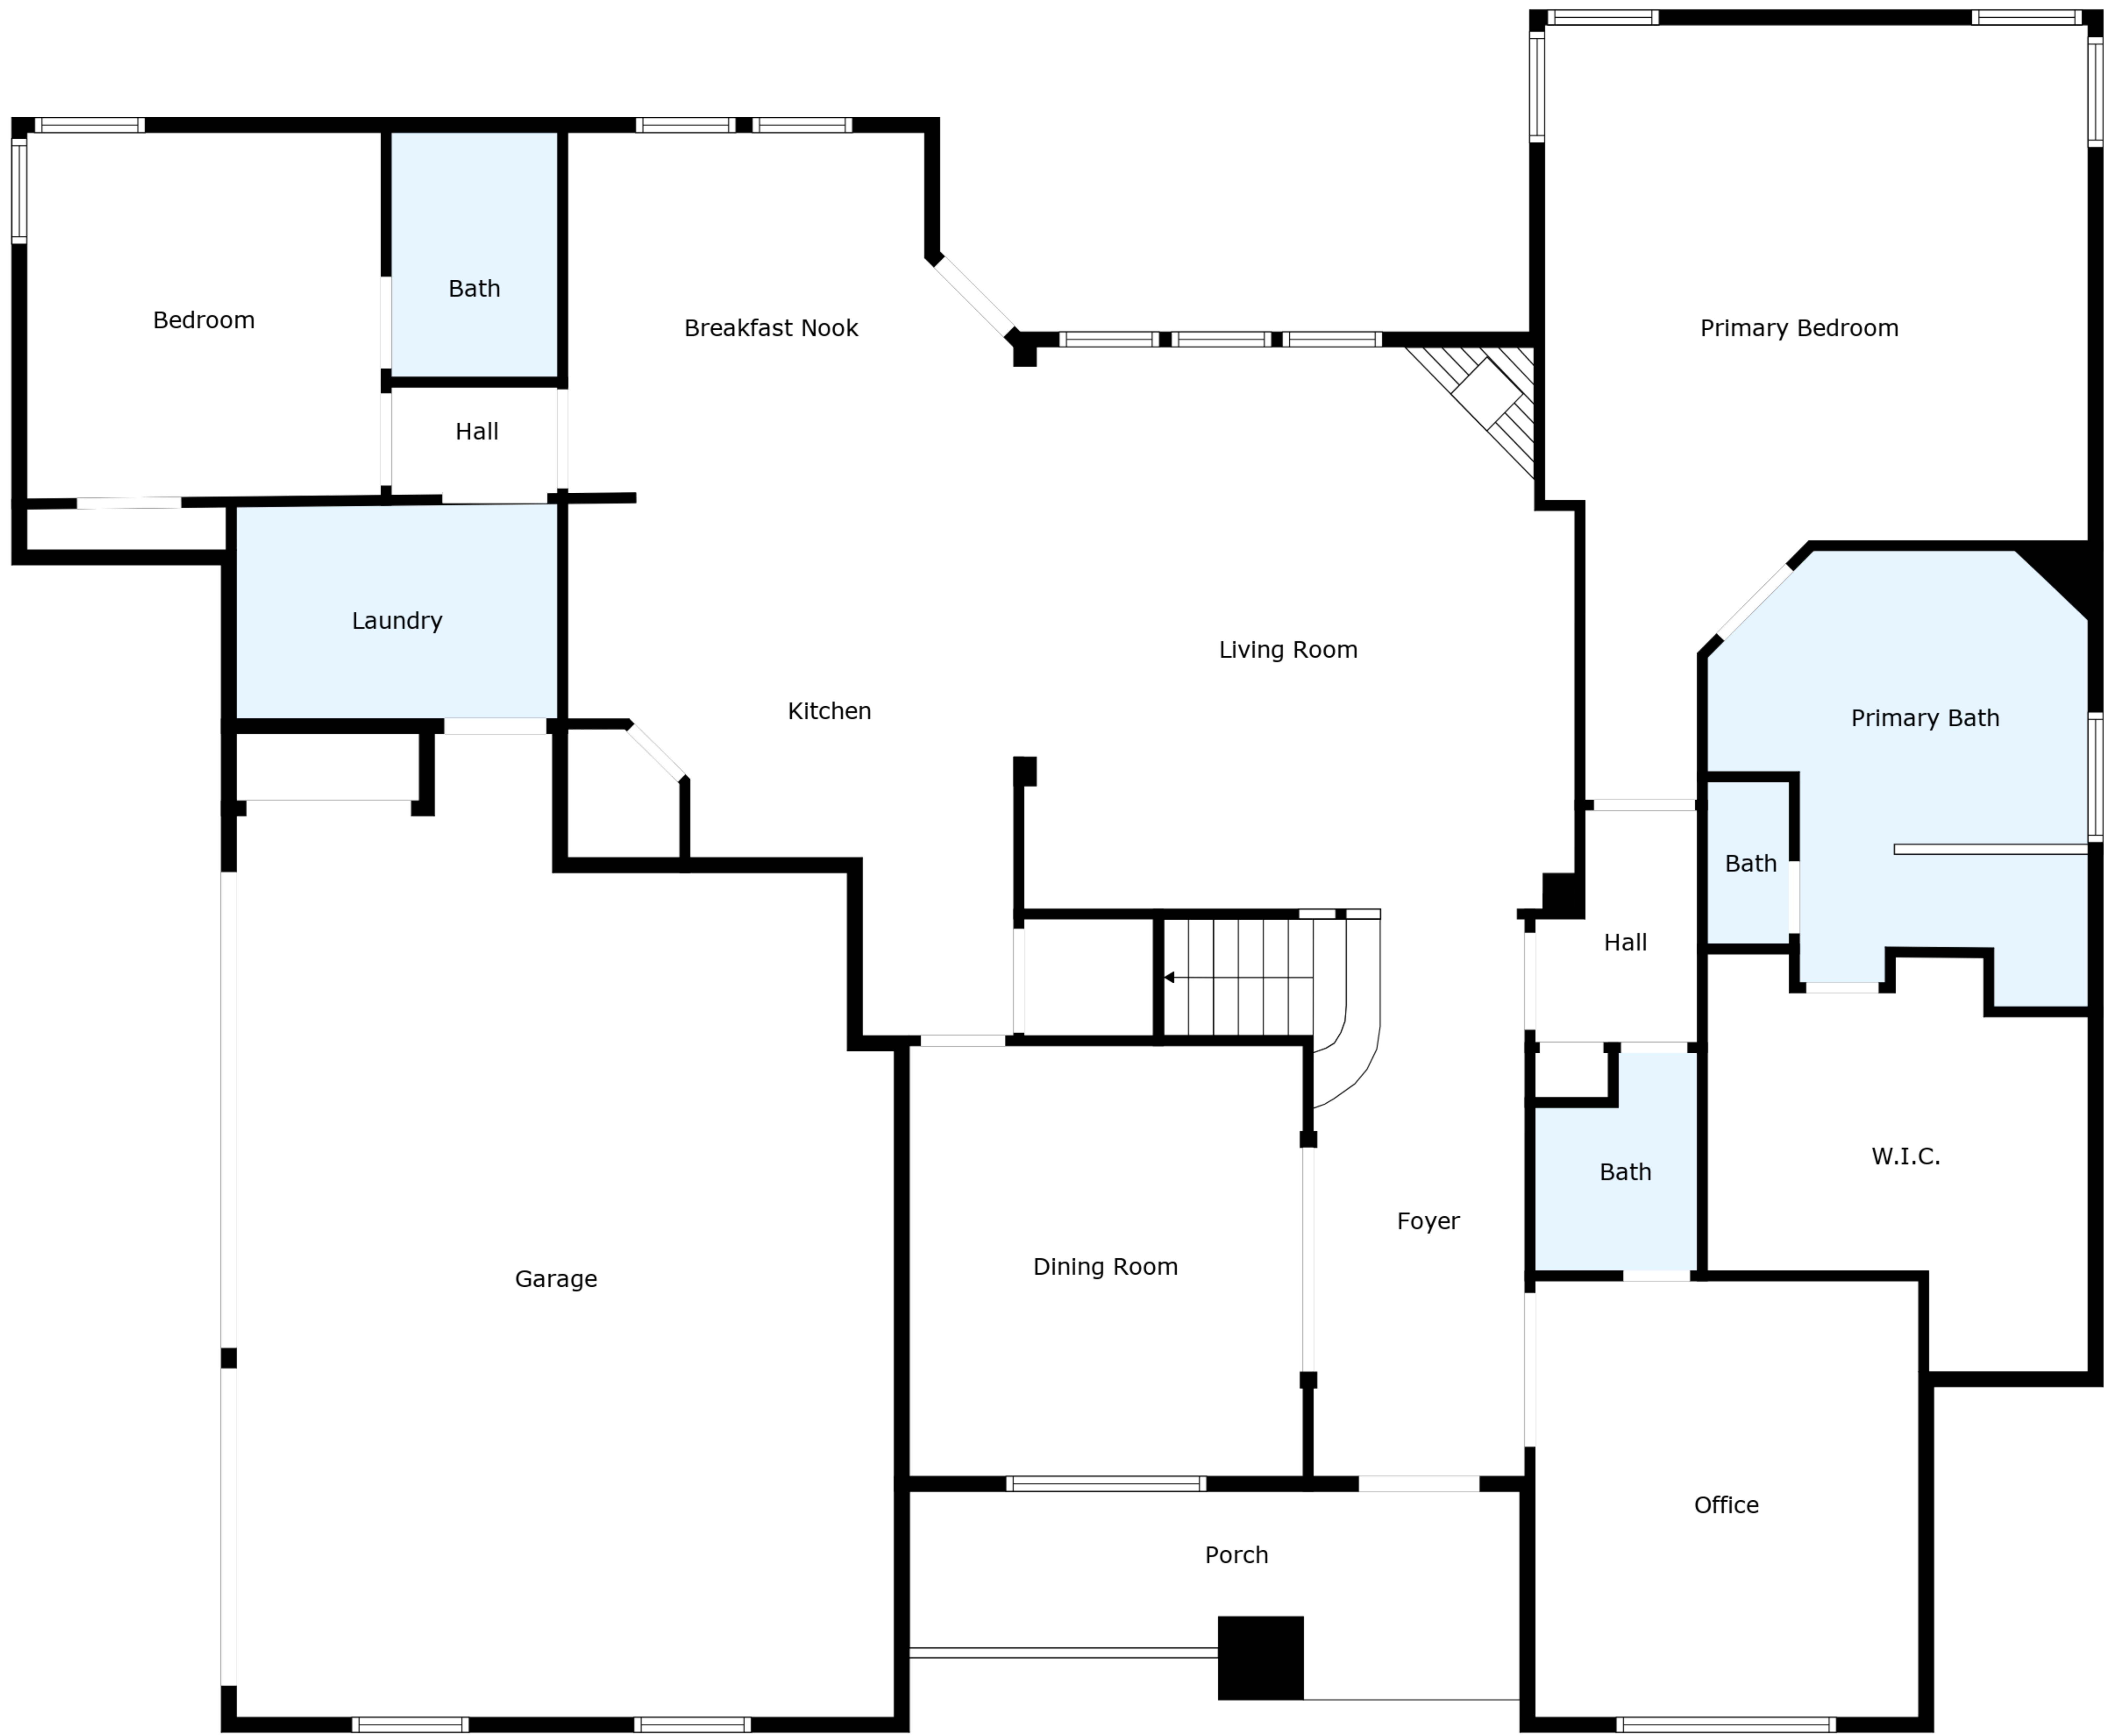 Bedroom
Bath
Breakfast Nook
Primary Bedroom
Hall
Laundry
Living Room
Kitchen
Primary Bath
Bath
Hall
Bath
W.I.C.
Foyer
Dining Room
Garage
Office
Porch